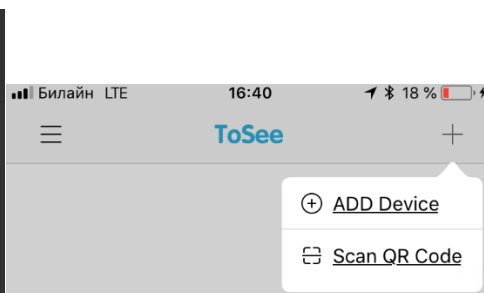 Билайн LTE 16:40 18 %
ToSee
ADD Device
Scan QR Code